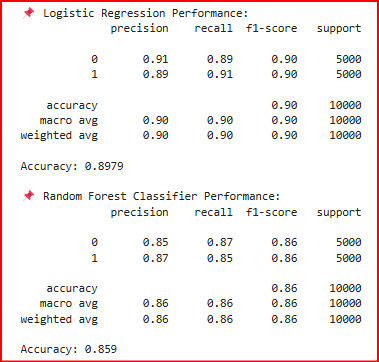 📌 Logistic Regression Performance:
precision recall f1-score support
0 0.91 0.89 0.90 5000
1 0.89 0.91 0.90 5000
accuracy 0.90 10000
macro avg 0.90 0.90 0.90 10000
weighted avg 0.90 0.90 0.90 10000
Accuracy: 0.8979
📌 Random Forest Classifier Performance:
precision recall f1-score support
0 0.85 0.87 0.86 5000
1 0.87 0.85 0.86 5000
accuracy 0.86 10000
macro avg 0.86 0.86 0.86 10000
weighted avg 0.86 0.86 0.86 10000
Accuracy: 0.859